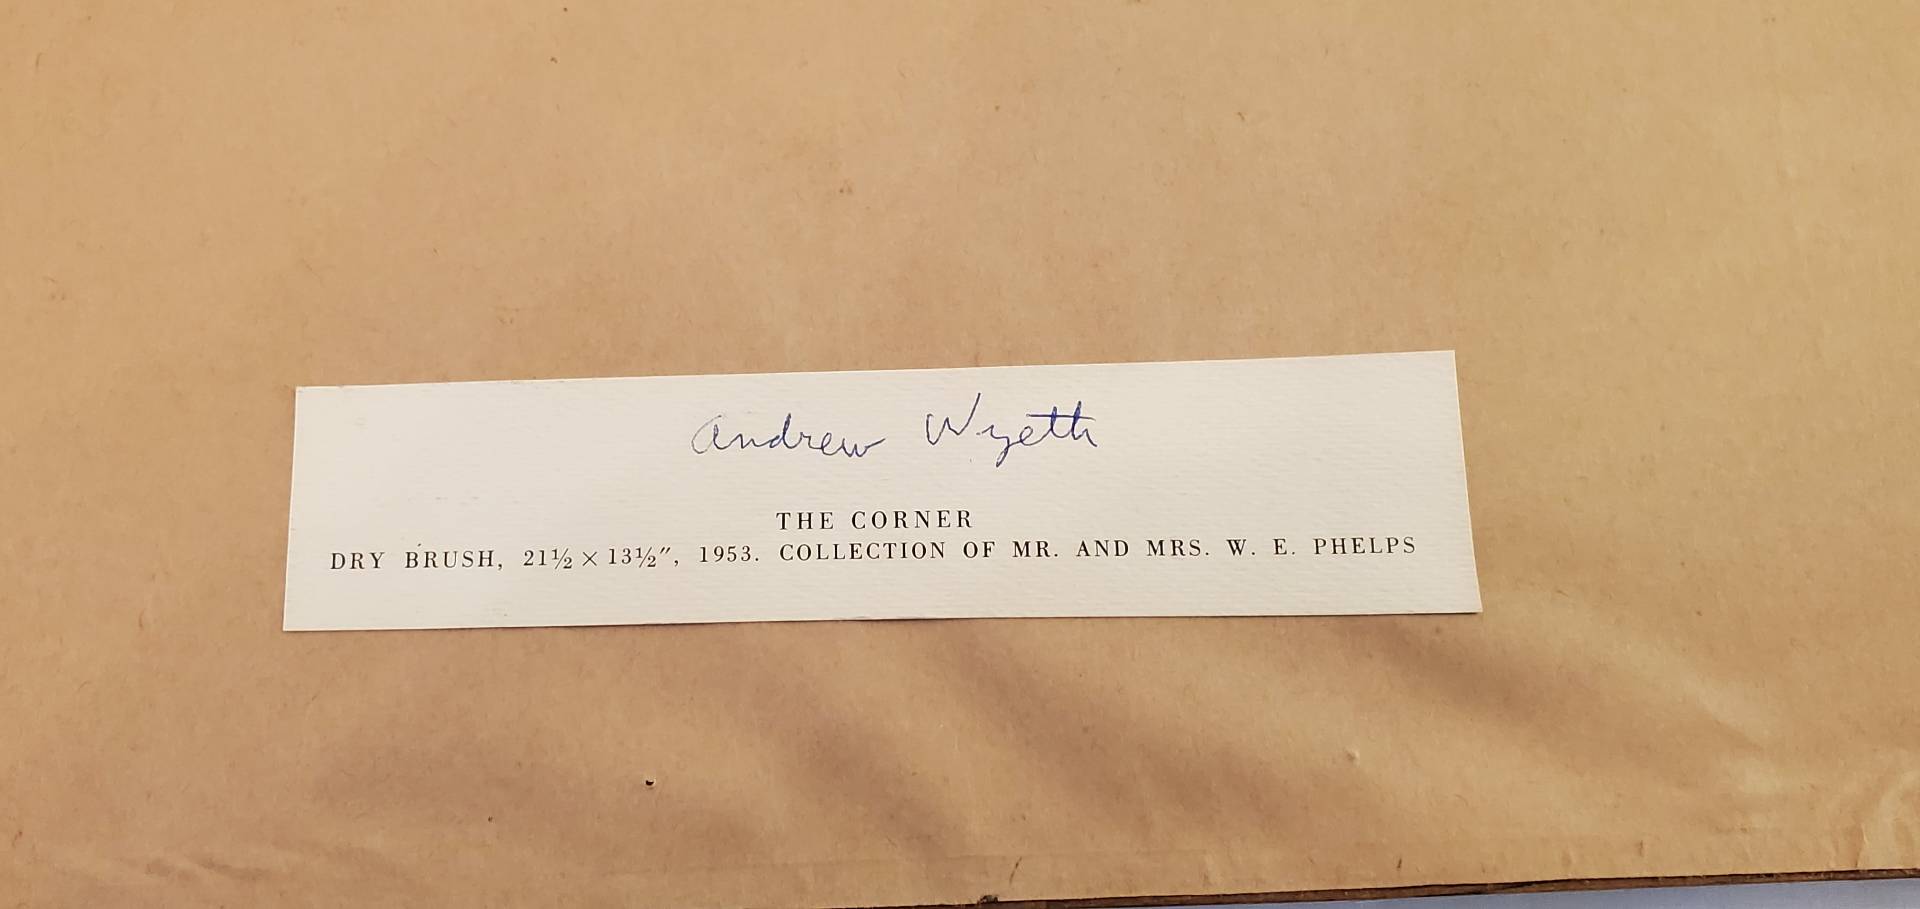 Andrew Wyeth
THE CORNER
DRY BRUSH, 21½ × 13½″, 1953. COLLECTION OF MR. AND MRS. W. E. PHELPS